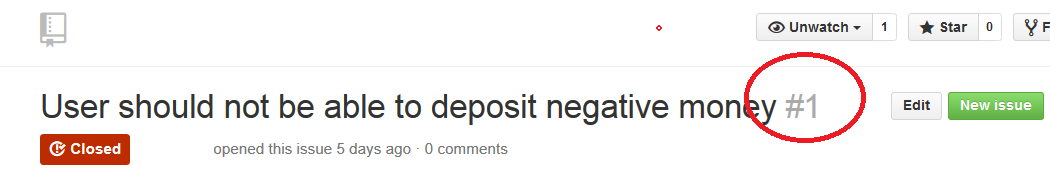 Unwatch 1 Star 0 F
User should not be able to deposit negative money #1 Edit New issue
Closed opened this issue 5 days ago · 0 comments